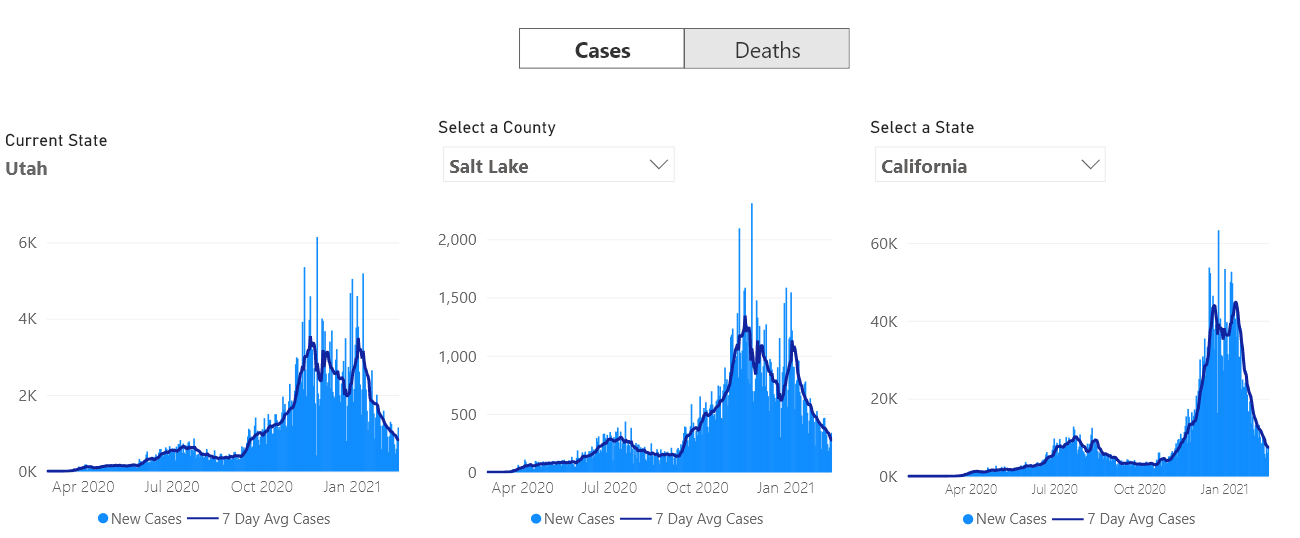 Cases Deaths
Current State
Utah
Select a County
Salt Lake
Select a State
California
6K
4K
2K
0K
Apr 2020 Jul 2020 Oct 2020 Jan 2021
New Cases 7 Day Avg Cases
2,000
1,500
1,000
500
0
Apr 2020 Jul 2020 Oct 2020 Jan 2021
New Cases 7 Day Avg Cases
60K
40K
20K
0K
Apr 2020 Jul 2020 Oct 2020 Jan 2021
New Cases 7 Day Avg Cases